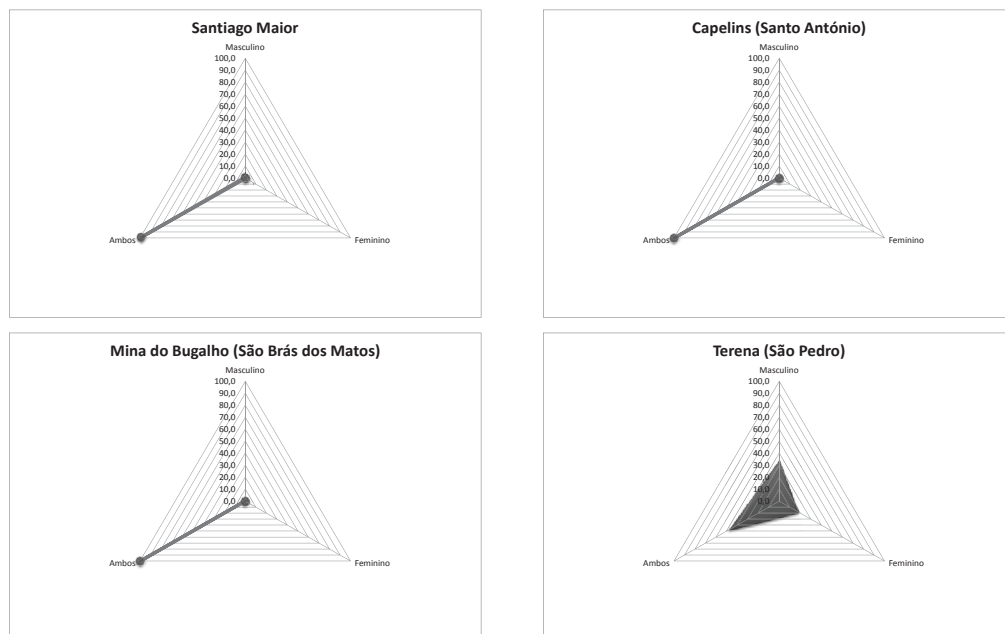 Santiago Maior
Masculino
100,0
90,0
80,0
70,0
60,0
50,0
40,0
30,0
20,0
10,0
0,0
Ambos
Feminino
Capelins (Santo António)
Masculino
100,0
90,0
80,0
70,0
60,0
50,0
40,0
30,0
20,0
10,0
0,0
Ambos
Feminino
Mina do Bugalho (São Brás dos Matos)
Masculino
100,0
90,0
80,0
70,0
60,0
50,0
40,0
30,0
20,0
10,0
0,0
Ambos
Feminino
Terena (São Pedro)
Masculino
100,0
90,0
80,0
70,0
60,0
50,0
40,0
30,0
20,0
10,0
0,0
Ambos
Feminino